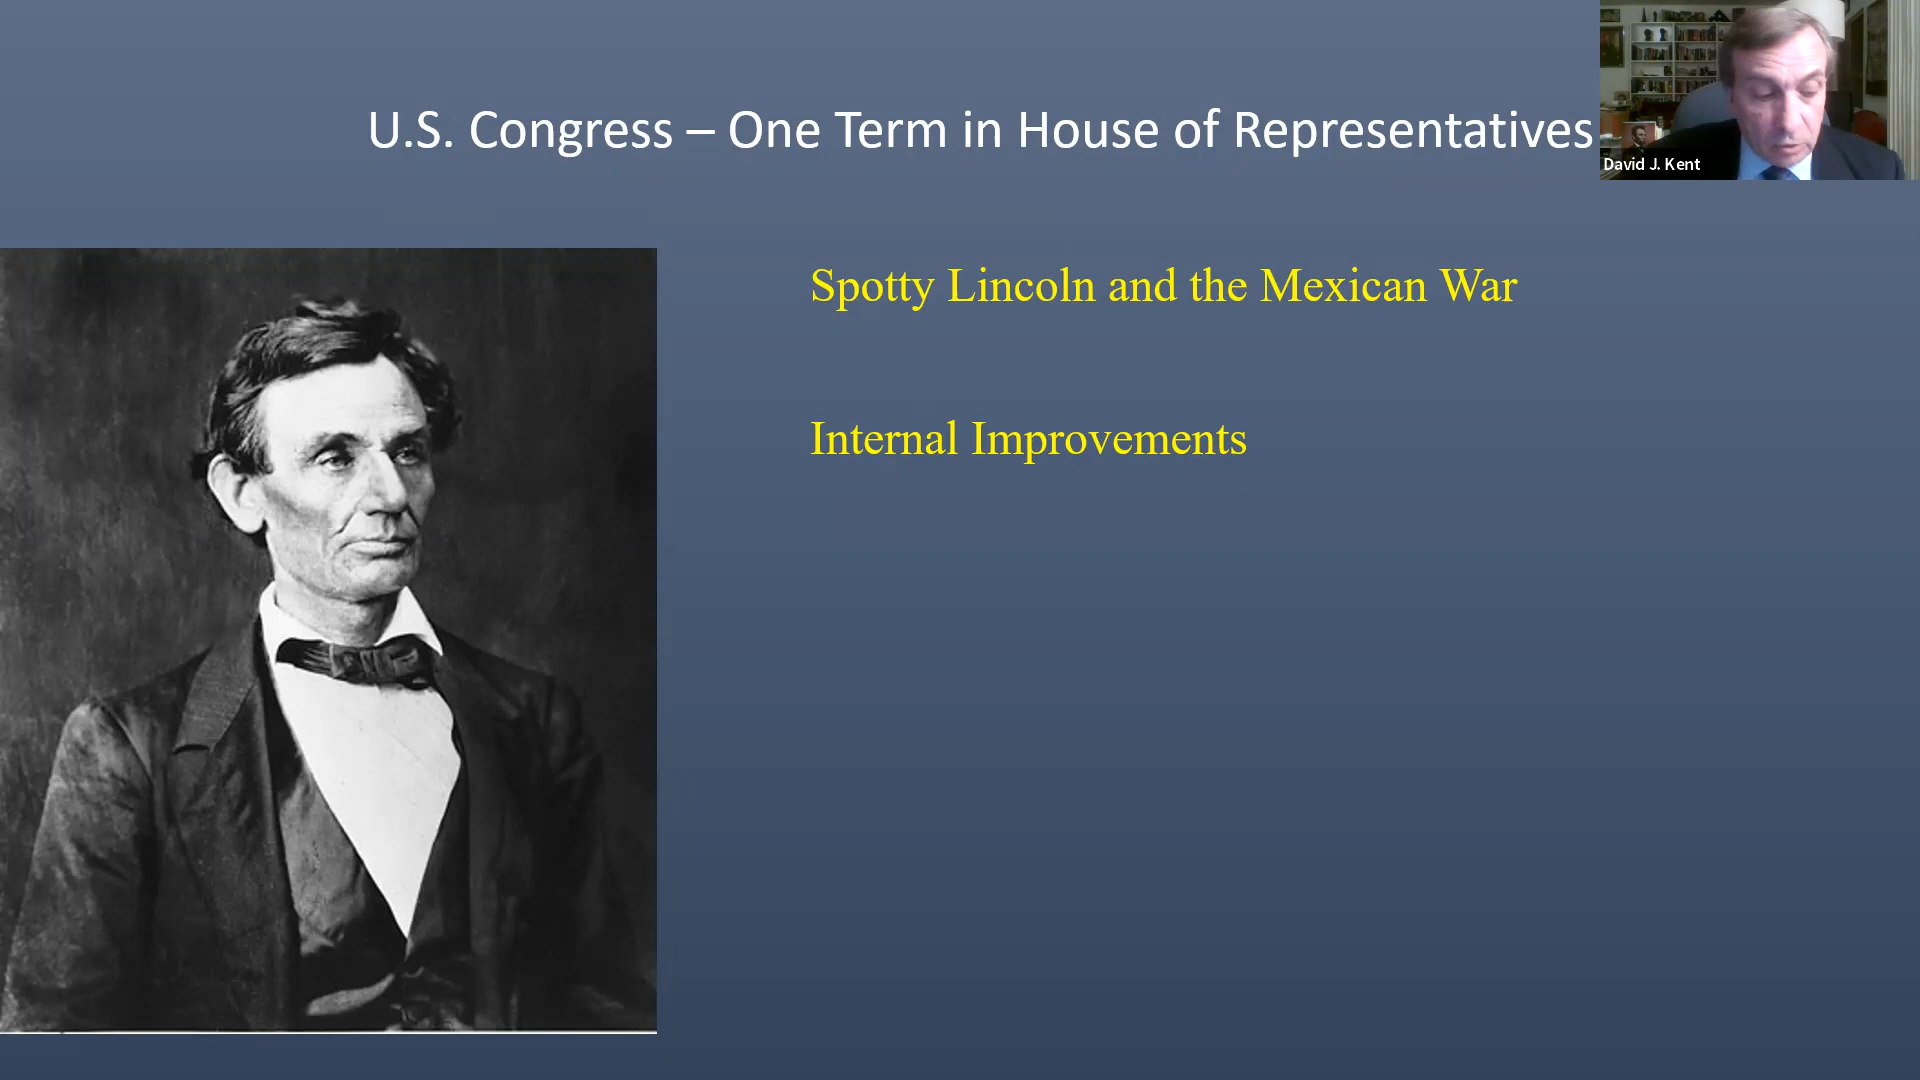 U.S. Congress – One Term in House of Representatives
David J. Kent
Spotty Lincoln and the Mexican War
Internal Improvements